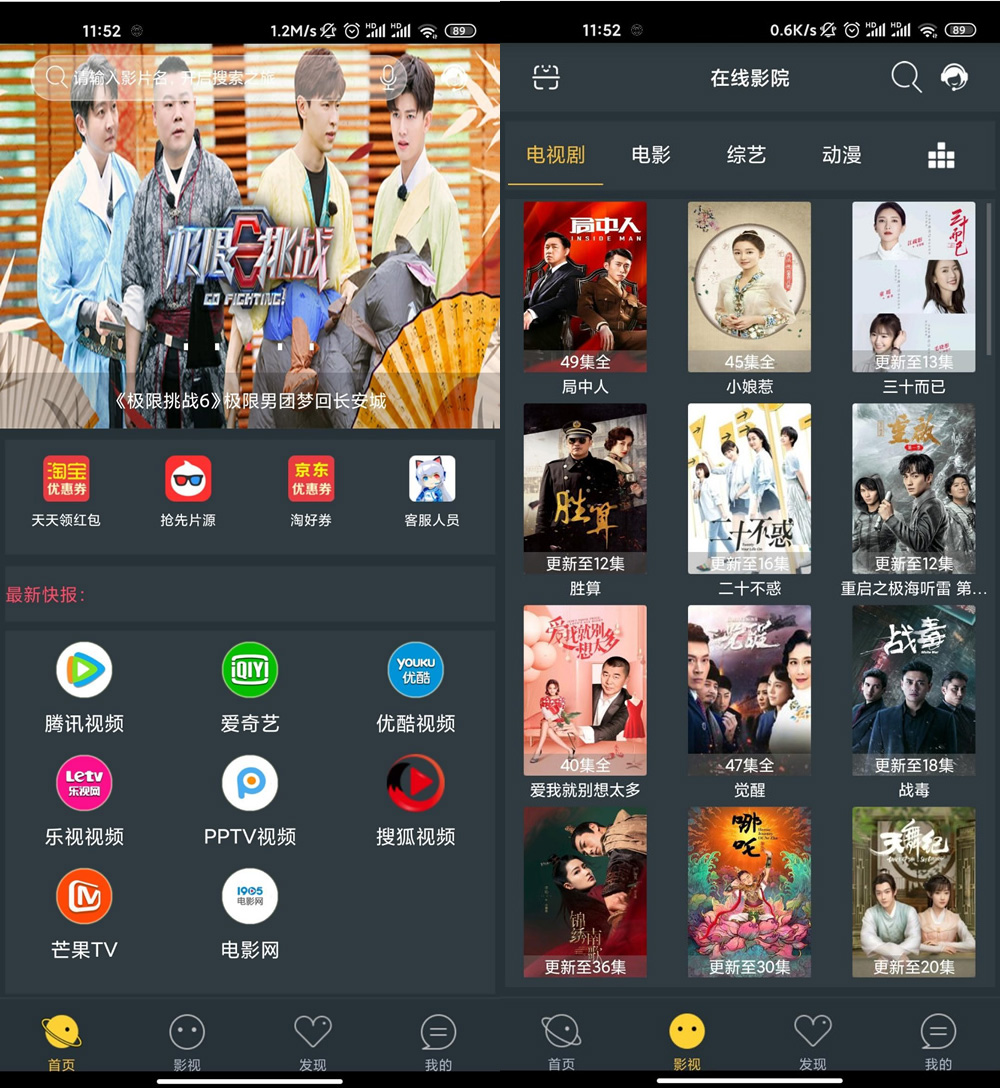 11:52
1.2M/s
HD
HD
89
请输入影片名,开启搜索之旅
极限挑战
GO FIGHTING!
《极限挑战6》极限男团梦回长安城
淘宝
优惠券
京东
优惠券
天天领红包
抢先片源
淘好券
客服人员
最新快报:
iQIYI
YOUKU
优酷
腾讯视频
爱奇艺
优酷视频
Letv
乐视网
乐视视频
PPTV视频
搜狐视频
1905
电影网
芒果TV
电影网
首页
影视
发现
我的
11:52
0.6K/s
HD
HD
89
在线影院
电视剧
电影
综艺
动漫
局中人
INSIDE MAN
三十而已
49集全
45集全
更新至13集
局中人
小娘惹
三十而已
胜算
二十不惑
重启
更新至12集
更新至16集
更新至12集
胜算
二十不惑
重启之极海听雷 第...
爱我就别想太多
觉醒
战毒
40集全
47集全
更新至18集
爱我就别想太多
觉醒
战毒
锦绣南歌
哪吒
天舞纪
更新至36集
更新至30集
更新至20集
首页
影视
发现
我的